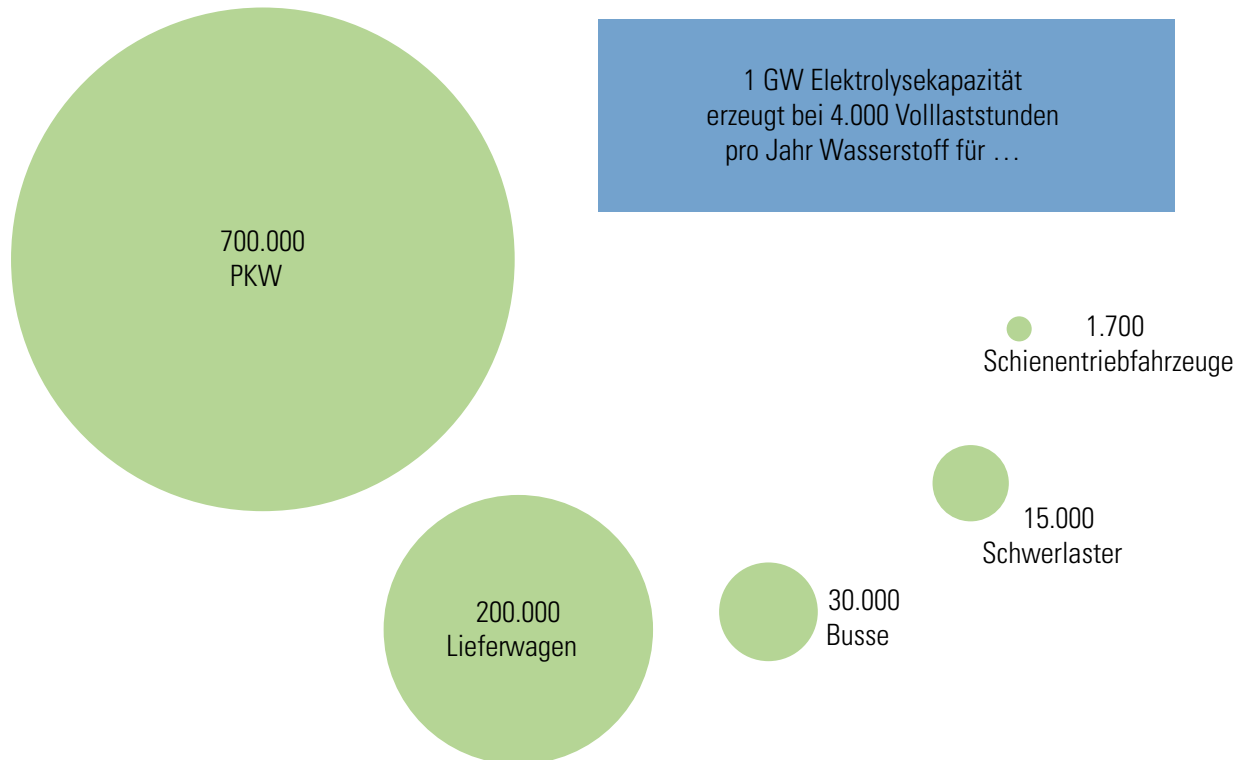 1 GW Elektrolysekapazität
erzeugt bei 4.000 Volllaststunden
pro Jahr Wasserstoff für …
700.000
PKW
1.700
Schienentriebfahrzeuge
15.000
Schwerlaster
200.000
Lieferwagen
30.000
Busse